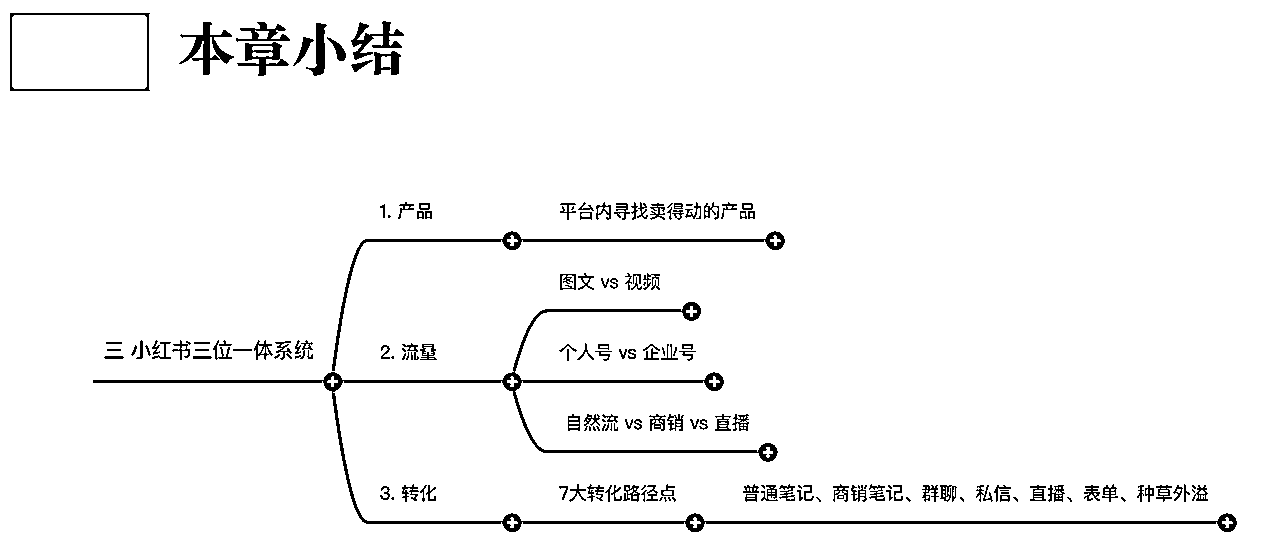 本章小结
1. 产品
平台内寻找卖得动的产品
图文 vs 视频
三 小红书三位一体系统
2. 流量
个人号 vs 企业号
自然流 vs 商销 vs 直播
3. 转化
7大转化路径点
普通笔记、商销笔记、群聊、私信、直播、表单、种草外溢